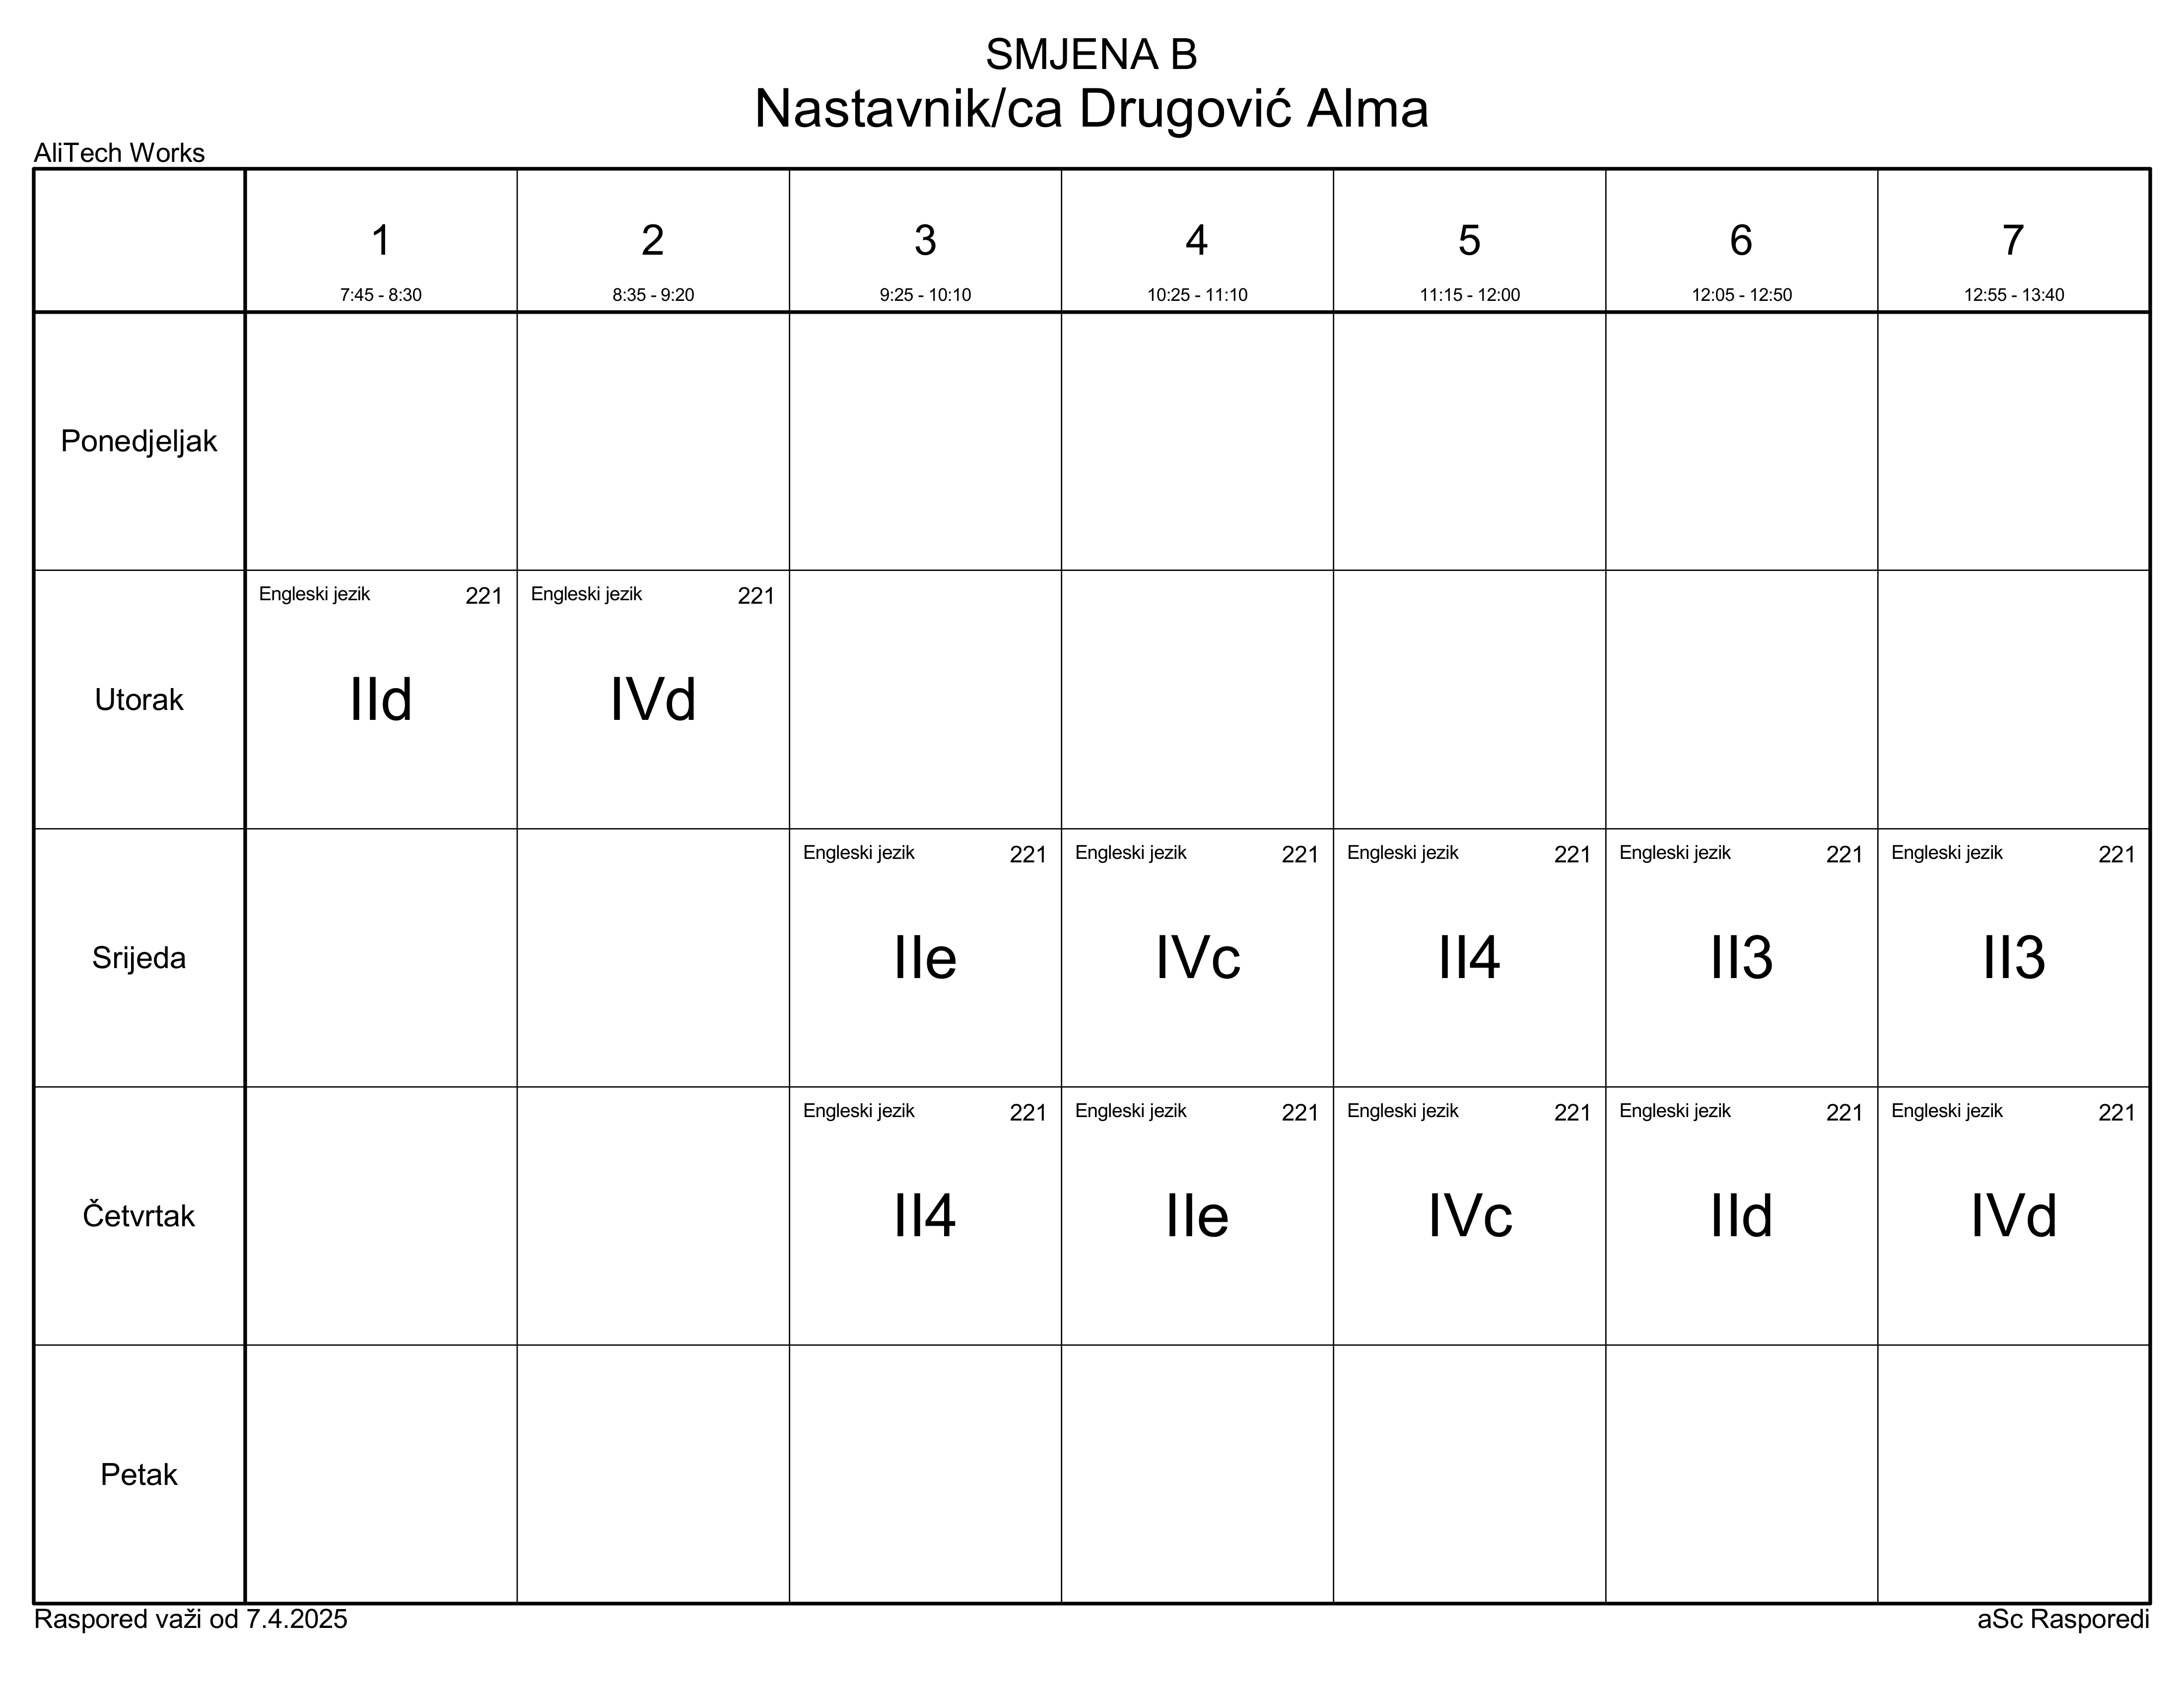 SMJENA B
Nastavnik/ca Drugović Alma
AliTech Works
1 2 3 4 5 6 7
7:45 - 8:30 8:35 - 9:20 9:25 - 10:10 10:25 - 11:10 11:15 - 12:00 12:05 - 12:50 12:55 - 13:40
Ponedjeljak
Engleski jezik 221 Engleski jezik 221
Utorak IId IVd
Engleski jezik 221 Engleski jezik 221 Engleski jezik 221 Engleski jezik 221 Engleski jezik 221
Srijeda IIe IVc II4 II3 II3
Engleski jezik 221 Engleski jezik 221 Engleski jezik 221 Engleski jezik 221 Engleski jezik 221
Četvrtak II4 IIe IVc IId IVd
Petak
Raspored važi od 7.4.2025 aSc Rasporedi